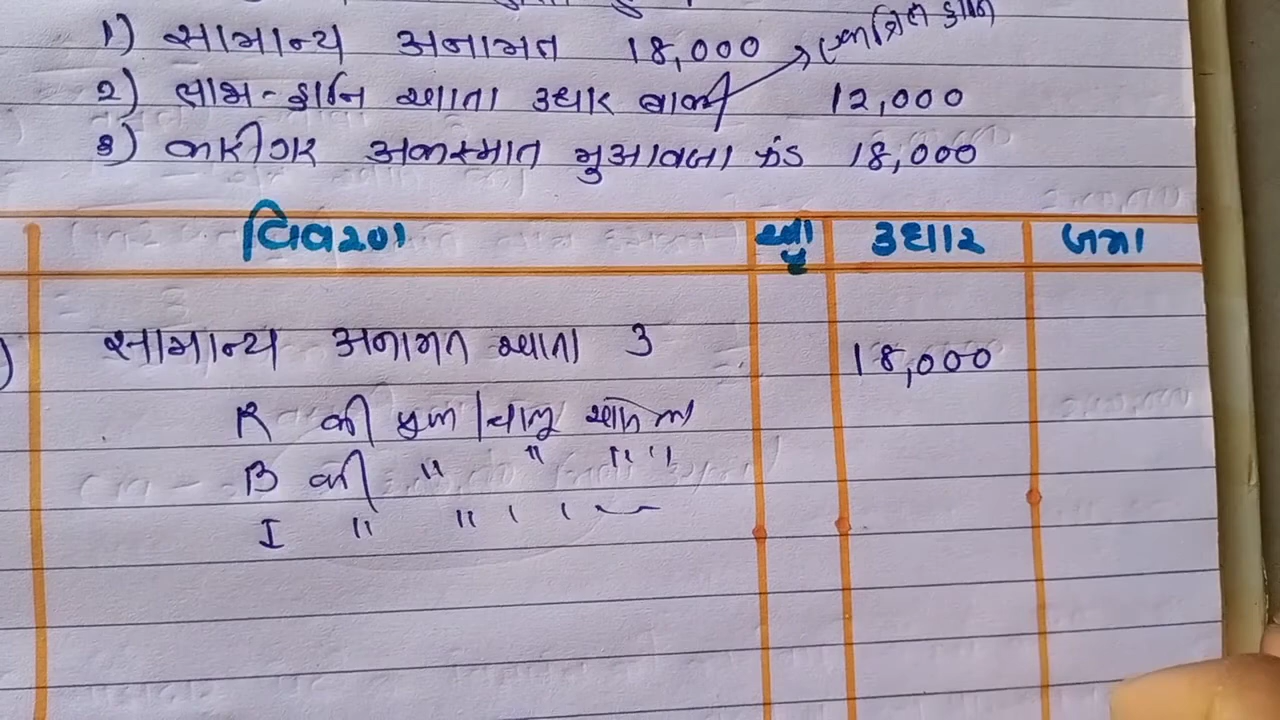 1) સામાન્ય અનામત 18,000
2) લાભ-હાનિ ખાતા ઉધાર બાકી 12,000
3) કારીગર અકસ્માત મુઆવજા ફંડ 18,000
વિવરણ ઉધાર જમા
સામાન્ય અનામત ખાતા ઉ 18,000
R કી પુંજી/ચાલુ ખાતે
B કી " " " "
I " " ' '